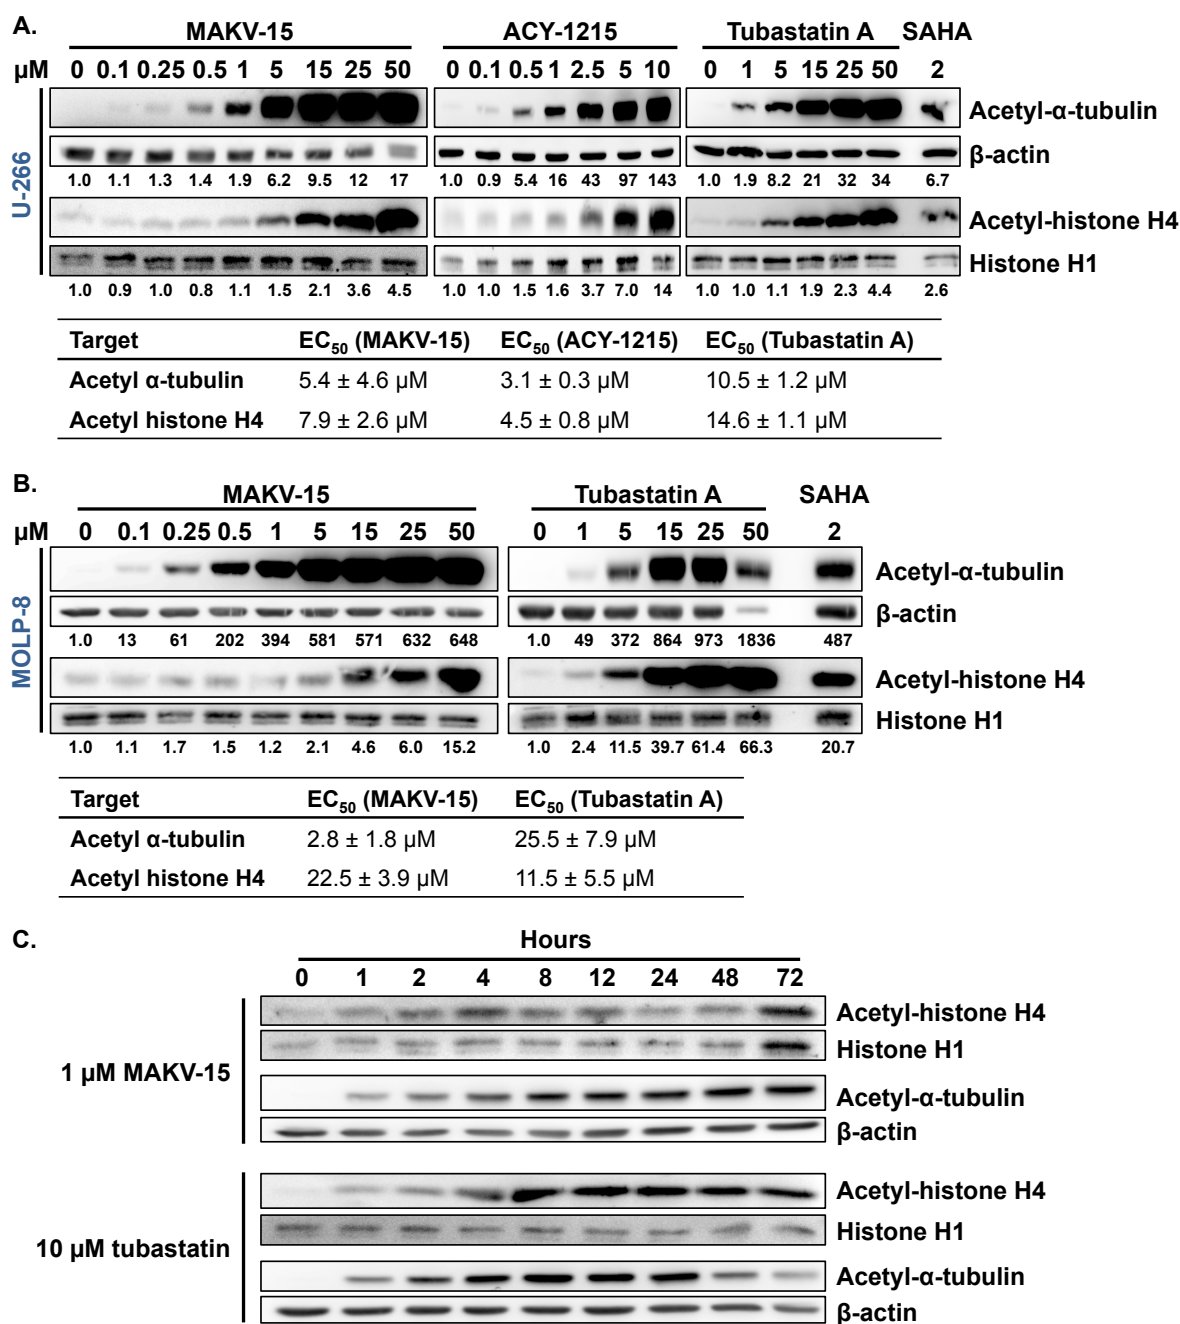 A.
MAKV-15 ACY-1215 Tubastatin A SAHA
µM 0 0.1 0.25 0.5 1 5 15 25 50 0 0.1 0.5 1 2.5 5 10 0 1 5 15 25 50 2
U-266
Acetyl-α-tubulin
β-actin
1.0 1.1 1.3 1.4 1.9 6.2 9.5 12 17 1.0 0.9 5.4 16 43 97 143 1.0 1.9 8.2 21 32 34 6.7
Acetyl-histone H4
Histone H1
1.0 0.9 1.0 0.8 1.1 1.5 2.1 3.6 4.5 1.0 1.0 1.5 1.6 3.7 7.0 14 1.0 1.0 1.1 1.9 2.3 4.4 2.6
Target EC50 (MAKV-15) EC50 (ACY-1215) EC50 (Tubastatin A)
Acetyl α-tubulin 5.4 ± 4.6 µM 3.1 ± 0.3 µM 10.5 ± 1.2 µM
Acetyl histone H4 7.9 ± 2.6 µM 4.5 ± 0.8 µM 14.6 ± 1.1 µM
B.
MAKV-15 Tubastatin A SAHA
µM 0 0.1 0.25 0.5 1 5 15 25 50 0 1 5 15 25 50 2
MOLP-8
Acetyl-α-tubulin
β-actin
1.0 13 61 202 394 581 571 632 648 1.0 49 372 864 973 1836 487
Acetyl-histone H4
Histone H1
1.0 1.1 1.7 1.5 1.2 2.1 4.6 6.0 15.2 1.0 2.4 11.5 39.7 61.4 66.3 20.7
Target EC50 (MAKV-15) EC50 (Tubastatin A)
Acetyl α-tubulin 2.8 ± 1.8 µM 25.5 ± 7.9 µM
Acetyl histone H4 22.5 ± 3.9 µM 11.5 ± 5.5 µM
C.
Hours
0 1 2 4 8 12 24 48 72
1 µM MAKV-15
Acetyl-histone H4
Histone H1
Acetyl-α-tubulin
β-actin
10 µM tubastatin
Acetyl-histone H4
Histone H1
Acetyl-α-tubulin
β-actin